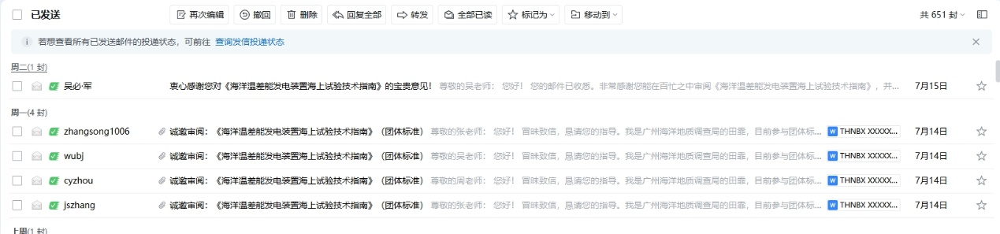 已发送 再次编辑 撤回 删除 回复全部 转发 全部已读 标记为 移动到 共 651 封
若想查看所有已发送邮件的投递状态，可前往 查询发信投递状态
周二(1 封)
吴必·军 衷心感谢您对《海洋温差能发电装置海上试验技术指南》的宝贵意见！ 尊敬的吴老师： 您好！ 您的邮件已收悉。非常感谢您能在百忙之中审阅《海洋温差能发电装置海上试验技术指南》，并... 7月15日
周一(4 封)
zhangsong1006 诚邀审阅：《海洋温差能发电装置海上试验技术指南》（团体标准） 尊敬的张老师： 您好！ 冒昧致信，恳请您的指导。我是广州海洋地质调查局的田霏，目前参与团体标... THNBX XXXXX... 7月14日
wubj 诚邀审阅：《海洋温差能发电装置海上试验技术指南》（团体标准） 尊敬的吴老师： 您好！ 冒昧致信，恳请您的指导。我是广州海洋地质调查局的田霏，目前参与团体标... THNBX XXXXX... 7月14日
cyzhou 诚邀审阅：《海洋温差能发电装置海上试验技术指南》（团体标准） 尊敬的周老师： 您好！ 冒昧致信，恳请您的指导。我是广州海洋地质调查局的田霏，目前参与团体标... THNBX XXXXX... 7月14日
jszhang 诚邀审阅：《海洋温差能发电装置海上试验技术指南》（团体标准） 尊敬的张老师： 您好！ 冒昧致信，恳请您的指导。我是广州海洋地质调查局的田霏，目前参与团体标... THNBX XXXXX... 7月14日
上周(1 封)